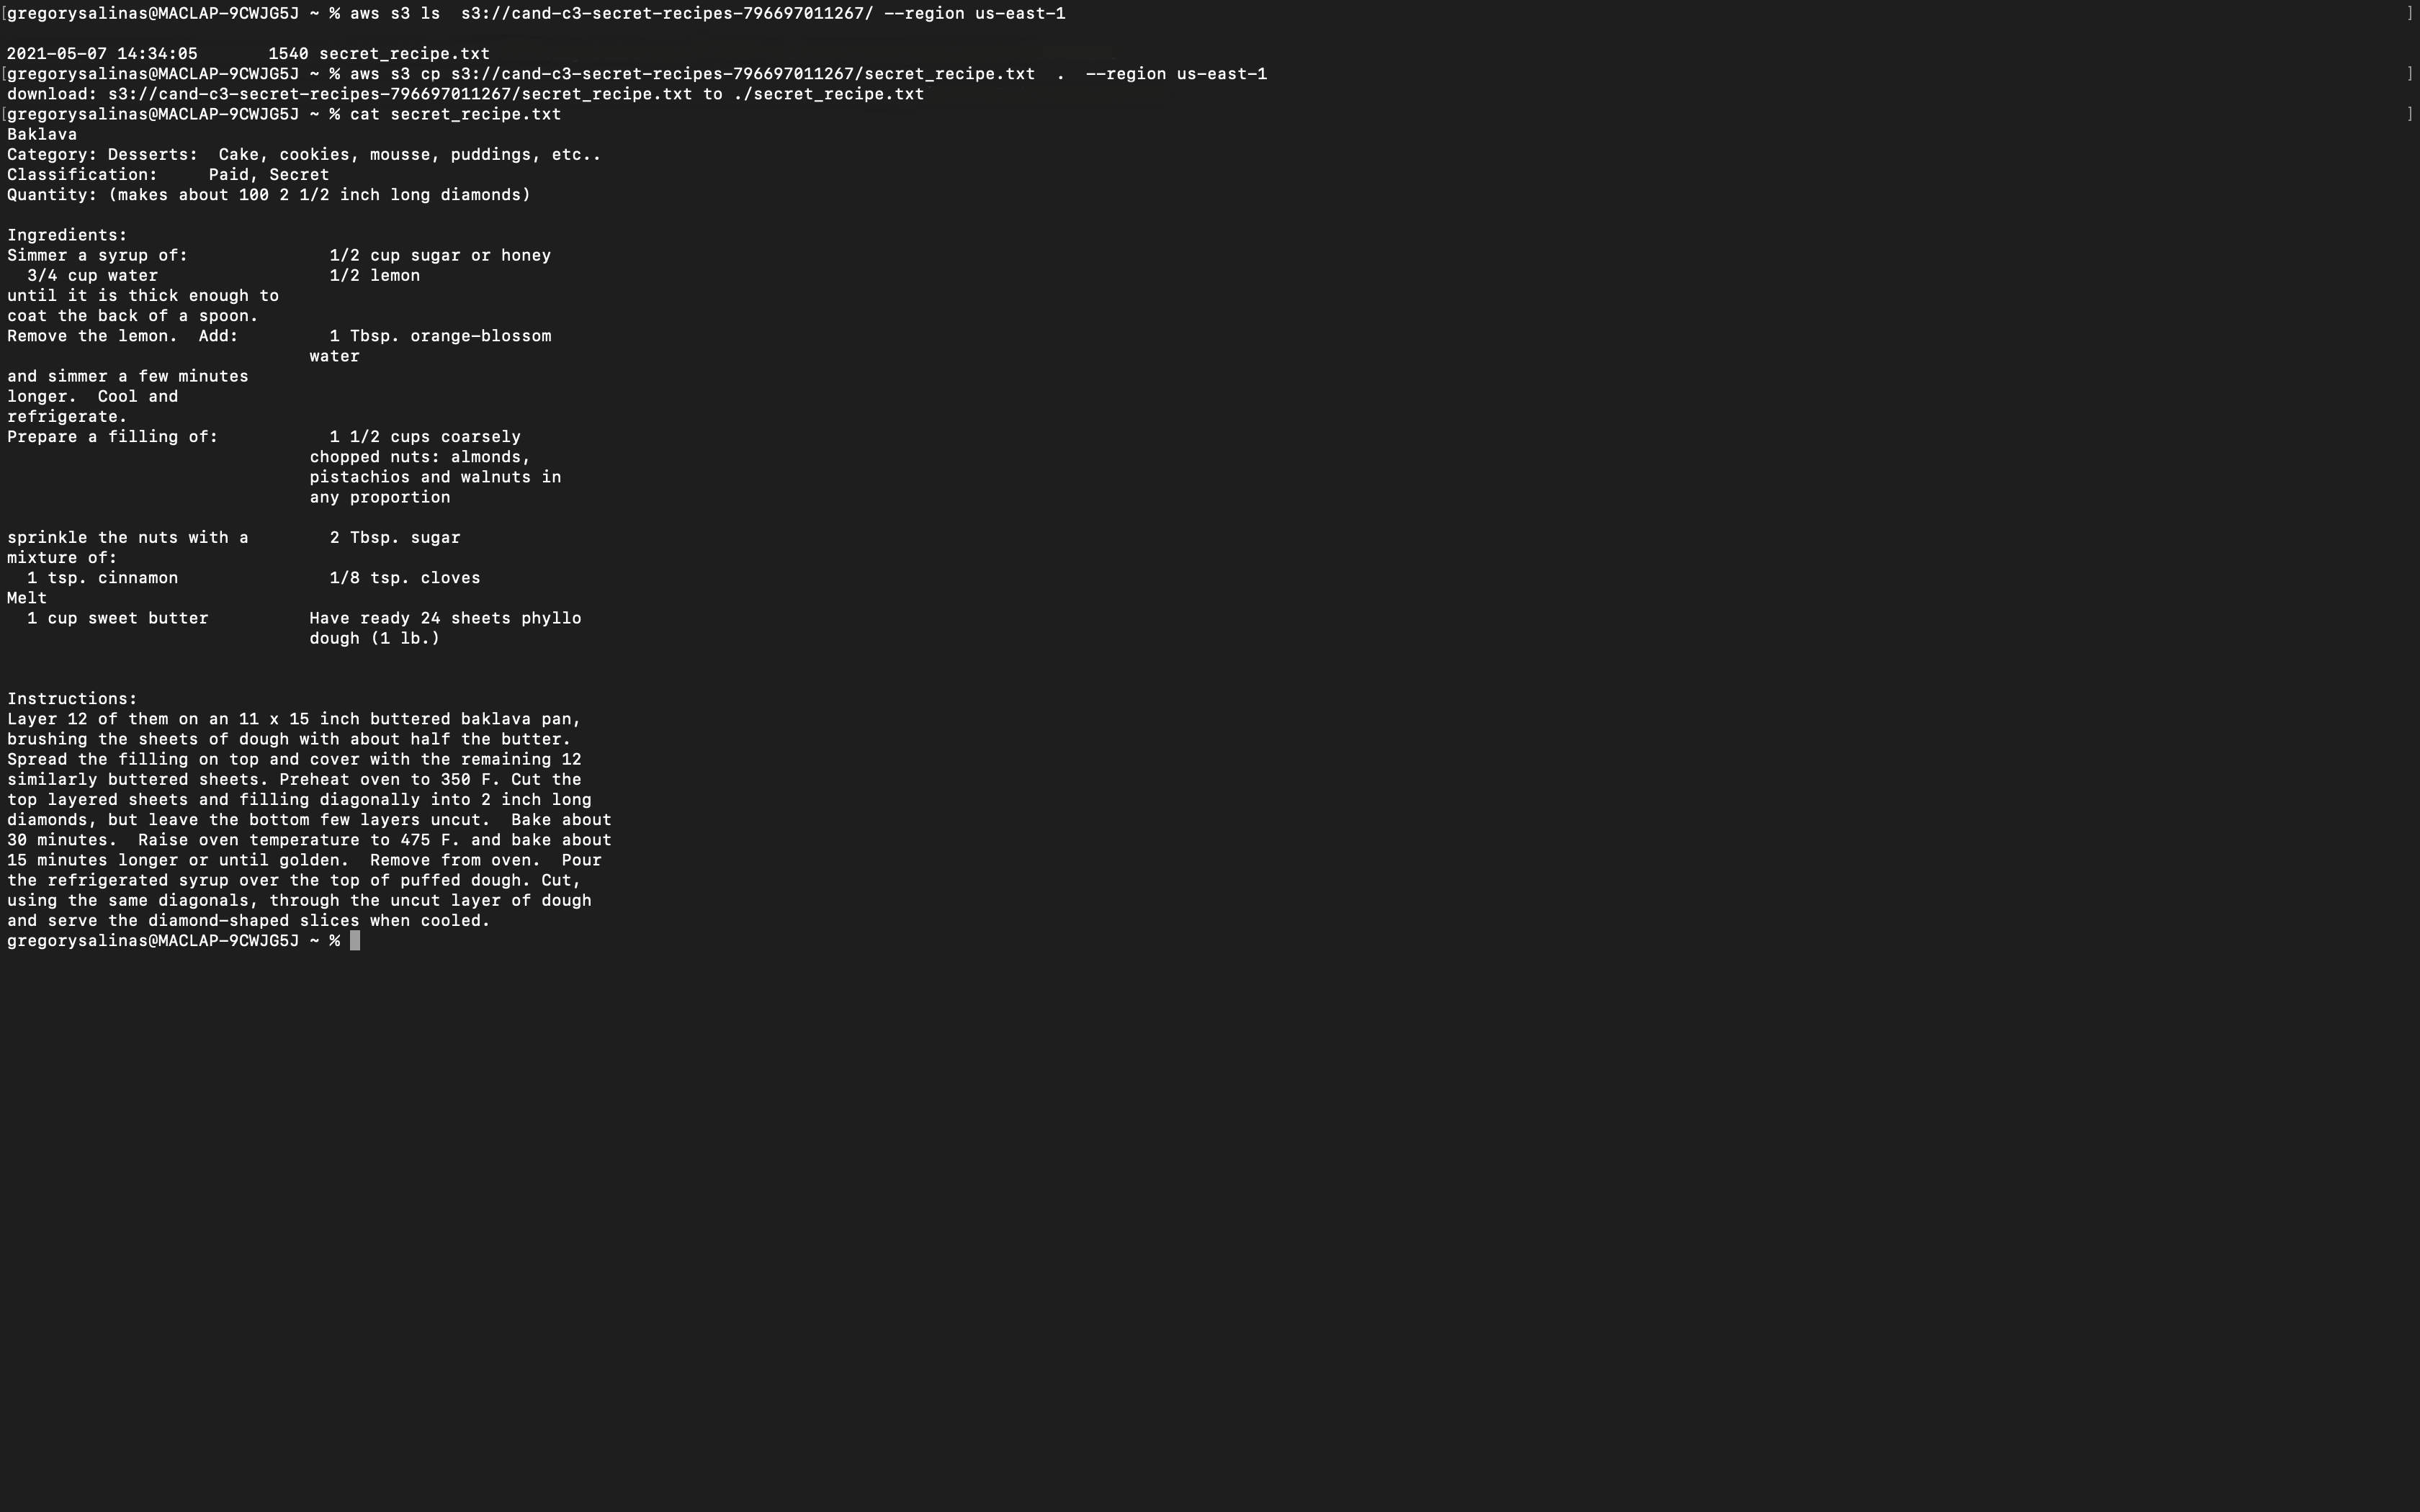 [gregorysalinas@MACLAP-9CWJG5J ~ % aws s3 ls  s3://cand-c3-secret-recipes-796697011267/ --region us-east-1 ]
2021-05-07 14:34:05       1540 secret_recipe.txt
[gregorysalinas@MACLAP-9CWJG5J ~ % aws s3 cp s3://cand-c3-secret-recipes-796697011267/secret_recipe.txt  .  --region us-east-1 ]
download: s3://cand-c3-secret-recipes-796697011267/secret_recipe.txt to ./secret_recipe.txt
[gregorysalinas@MACLAP-9CWJG5J ~ % cat secret_recipe.txt ]
Baklava
Category: Desserts:  Cake, cookies, mousse, puddings, etc..
Classification:     Paid, Secret
Quantity: (makes about 100 2 1/2 inch long diamonds)
Ingredients:
Simmer a syrup of:              1/2 cup sugar or honey
  3/4 cup water                 1/2 lemon
until it is thick enough to
coat the back of a spoon.
Remove the lemon.  Add:         1 Tbsp. orange-blossom
                              water
and simmer a few minutes
longer.  Cool and
refrigerate.
Prepare a filling of:           1 1/2 cups coarsely
                              chopped nuts: almonds,
                              pistachios and walnuts in
                              any proportion
sprinkle the nuts with a        2 Tbsp. sugar
mixture of:
  1 tsp. cinnamon               1/8 tsp. cloves
Melt
  1 cup sweet butter          Have ready 24 sheets phyllo
                              dough (1 lb.)
Instructions:
Layer 12 of them on an 11 x 15 inch buttered baklava pan,
brushing the sheets of dough with about half the butter.
Spread the filling on top and cover with the remaining 12
similarly buttered sheets. Preheat oven to 350 F. Cut the
top layered sheets and filling diagonally into 2 inch long
diamonds, but leave the bottom few layers uncut.  Bake about
30 minutes.  Raise oven temperature to 475 F. and bake about
15 minutes longer or until golden.  Remove from oven.  Pour
the refrigerated syrup over the top of puffed dough. Cut,
using the same diagonals, through the uncut layer of dough
and serve the diamond-shaped slices when cooled.
gregorysalinas@MACLAP-9CWJG5J ~ %